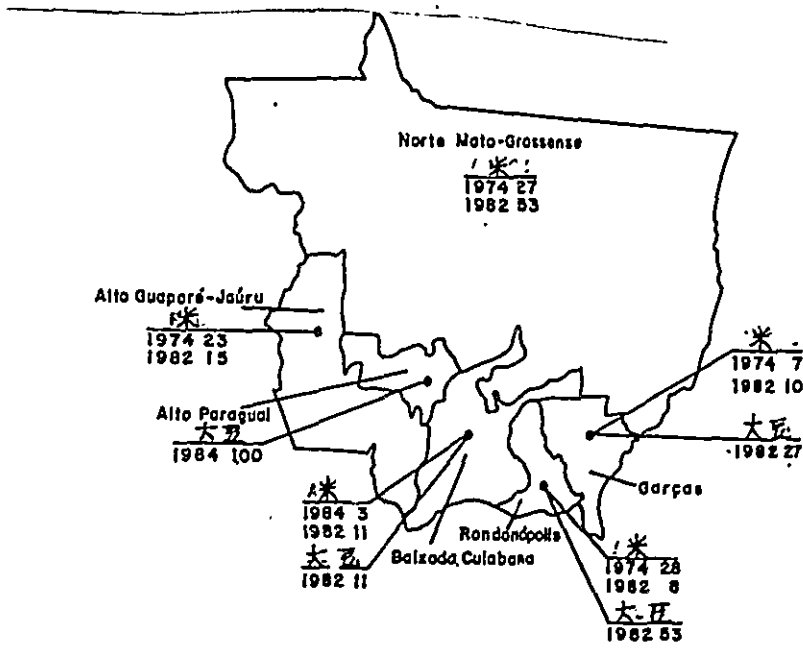 Norte Mato-Grossense
米
1974 27
1982 53
Alto Guaporé-Jaúru
米
1974 23
1982 15
米
1974 7
1982 10
Alto Paraguai
大豆
1984 100
大豆
1982 27
Garças
米
1984 3
1982 11
大豆
1982 11
Rondonópolis
Baixada Cuiabana
米
1974 28
1982 8
大豆
1982 53